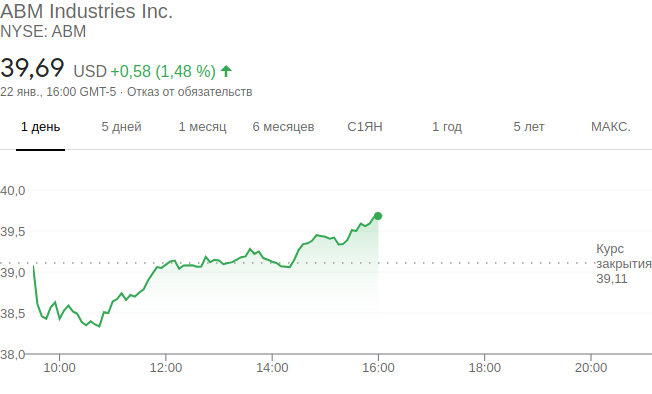 ABM Industries Inc.
NYSE: ABM
39,69 USD +0,58 (1,48 %)
22 янв., 16:00 GMT-5 · Отказ от обязательств
1 день 5 дней 1 месяц 6 месяцев С1ЯН 1 год 5 лет МАКС.
40,0
39,5
Курс
закрытия
39,11
39,0
38,5
38,0
10:00 12:00 14:00 16:00 18:00 20:00